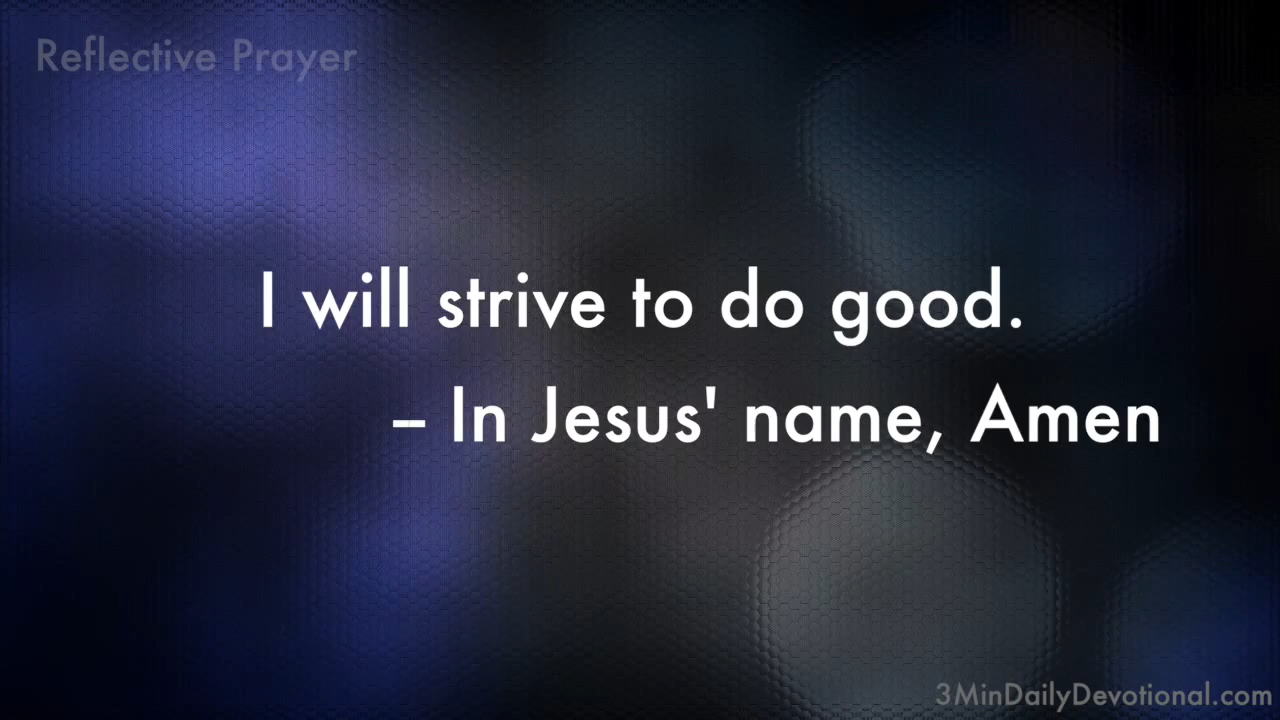 Reflective Prayer
I will strive to do good.
– In Jesus' name, Amen
3MinDailyDevotional.com